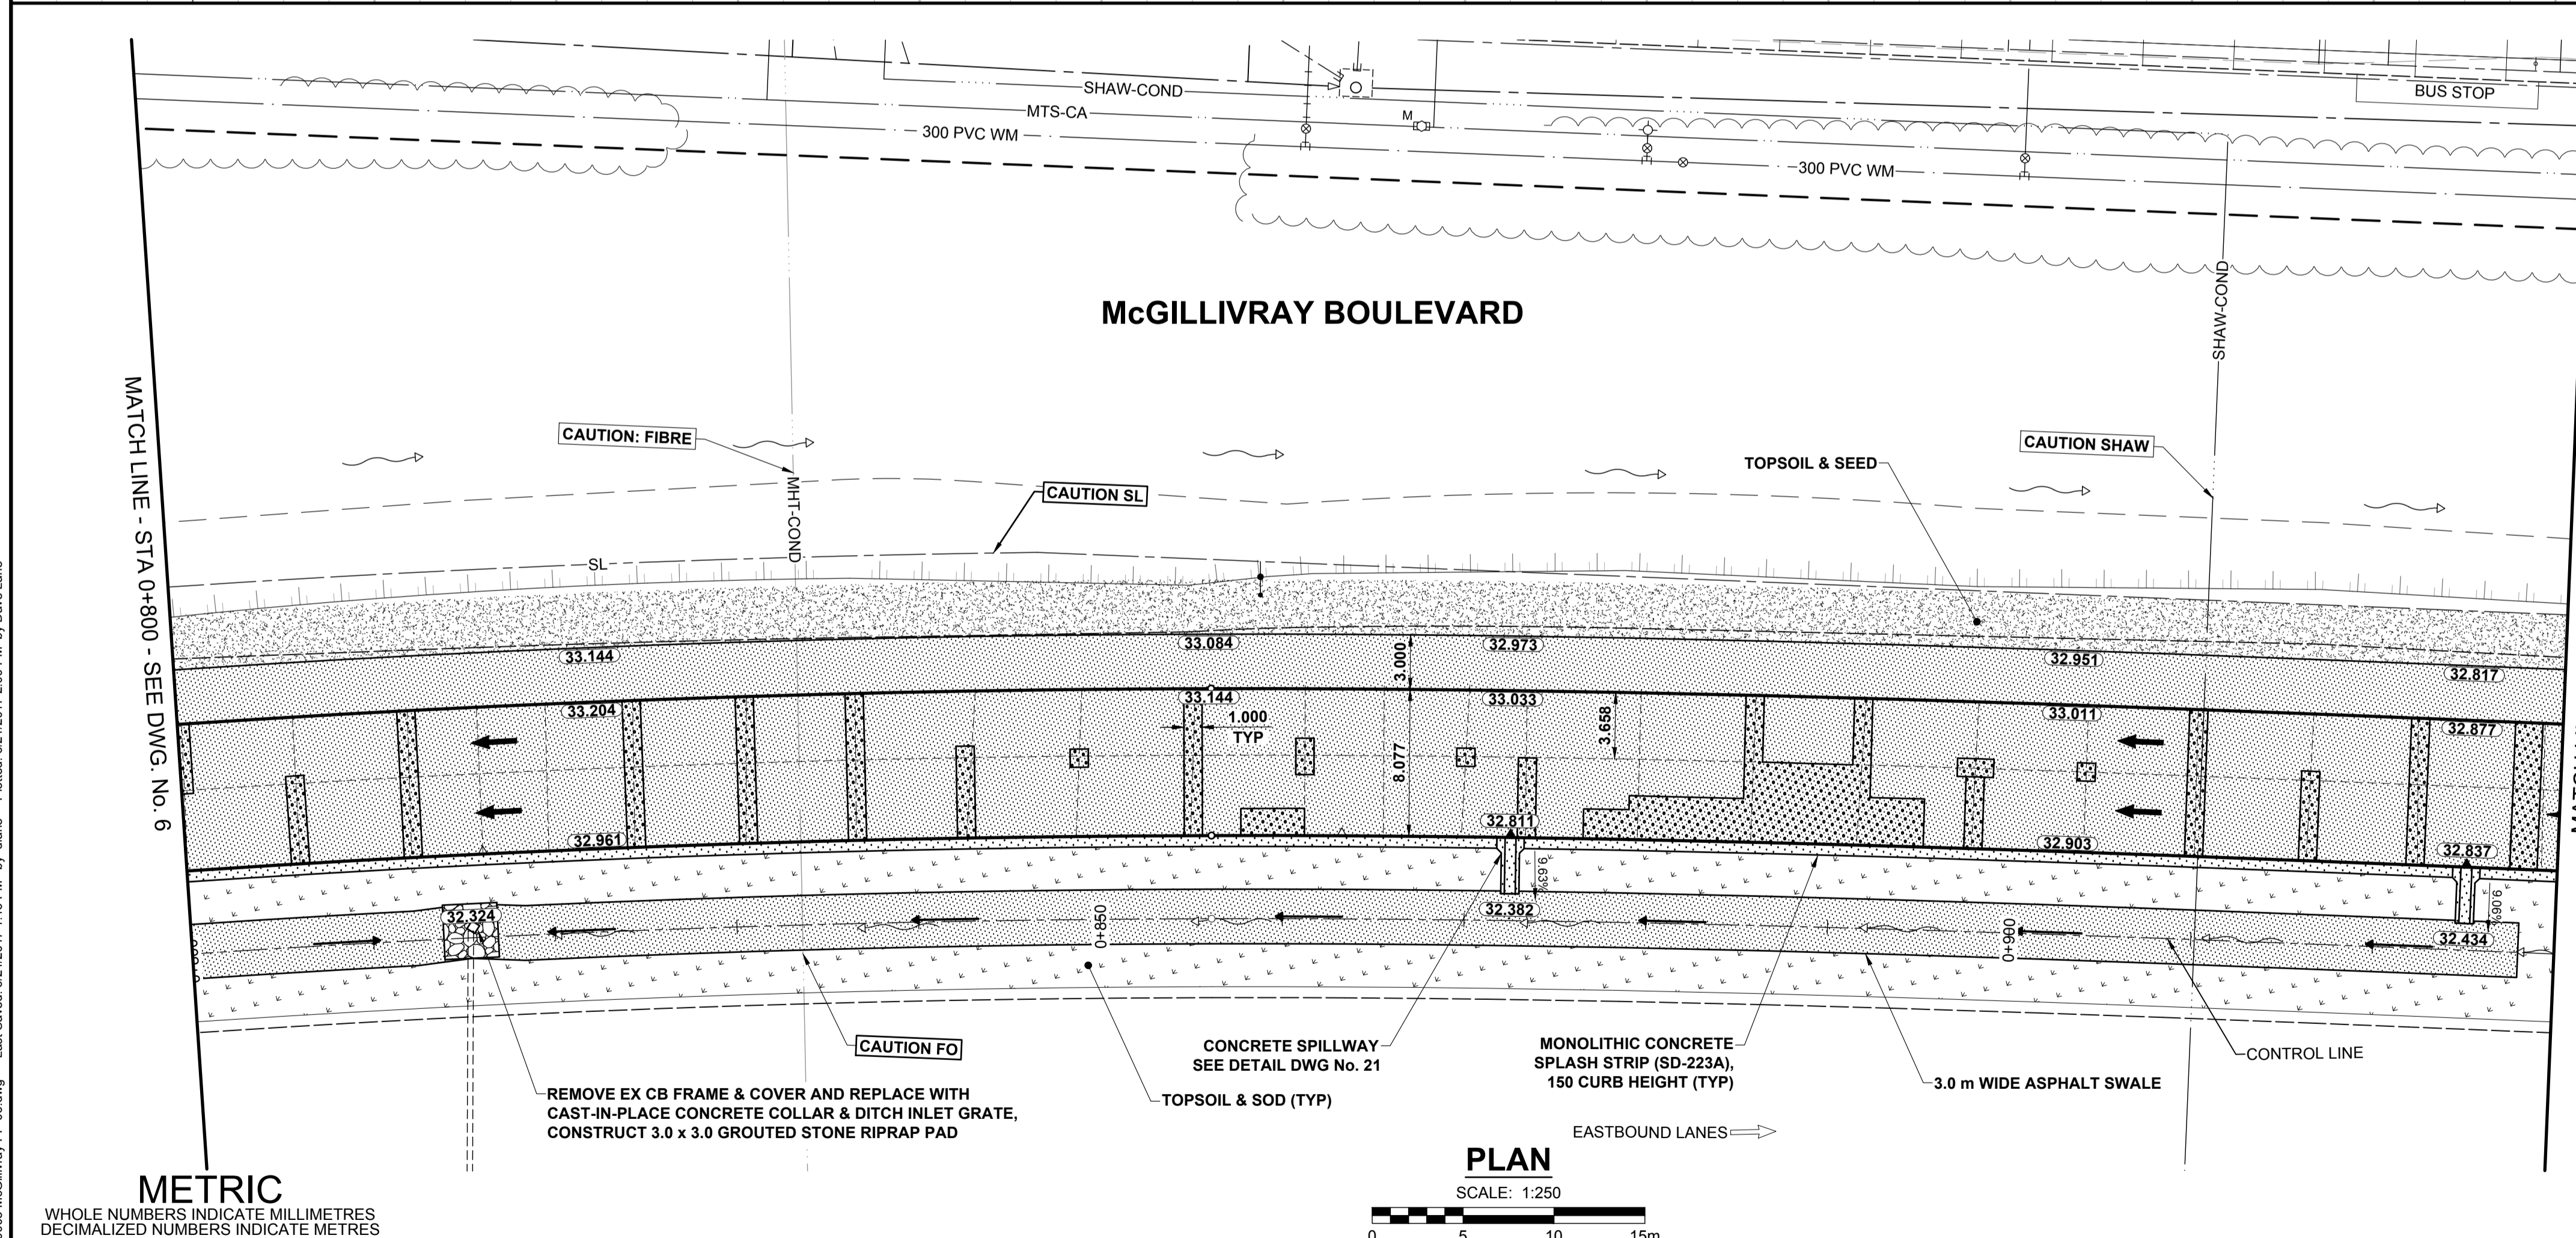 SHAW-COND
MTS-CA
300 PVC WM
M
300 PVC WM
BUS STOP
McGILLIVRAY BOULEVARD
SHAW-COND
MATCH LINE - STA 0+800 - SEE DWG. No. 6
CAUTION: FIBRE
MHT-COND
CAUTION SL
TOPSOIL & SEED
CAUTION SHAW
SL
33.144
33.084
32.973
32.951
32.817
3.000
33.204
33.144
33.033
33.011
32.877
1.000
TYP
3.658
8.077
32.961
32.811
32.903
32.837
9.63%
9.06%
32.324
0+850
32.382
0+900
32.434
CAUTION FO
CONCRETE SPILLWAY
SEE DETAIL DWG No. 21
MONOLITHIC CONCRETE
SPLASH STRIP (SD-223A),
150 CURB HEIGHT (TYP)
CONTROL LINE
3.0 m WIDE ASPHALT SWALE
REMOVE EX CB FRAME & COVER AND REPLACE WITH
CAST-IN-PLACE CONCRETE COLLAR & DITCH INLET GRATE,
CONSTRUCT 3.0 x 3.0 GROUTED STONE RIPRAP PAD
TOPSOIL & SOD (TYP)
EASTBOUND LANES
PLAN
SCALE: 1:250
0 5 10 15m
METRIC
WHOLE NUMBERS INDICATE MILLIMETRES
DECIMALIZED NUMBERS INDICATE METRES